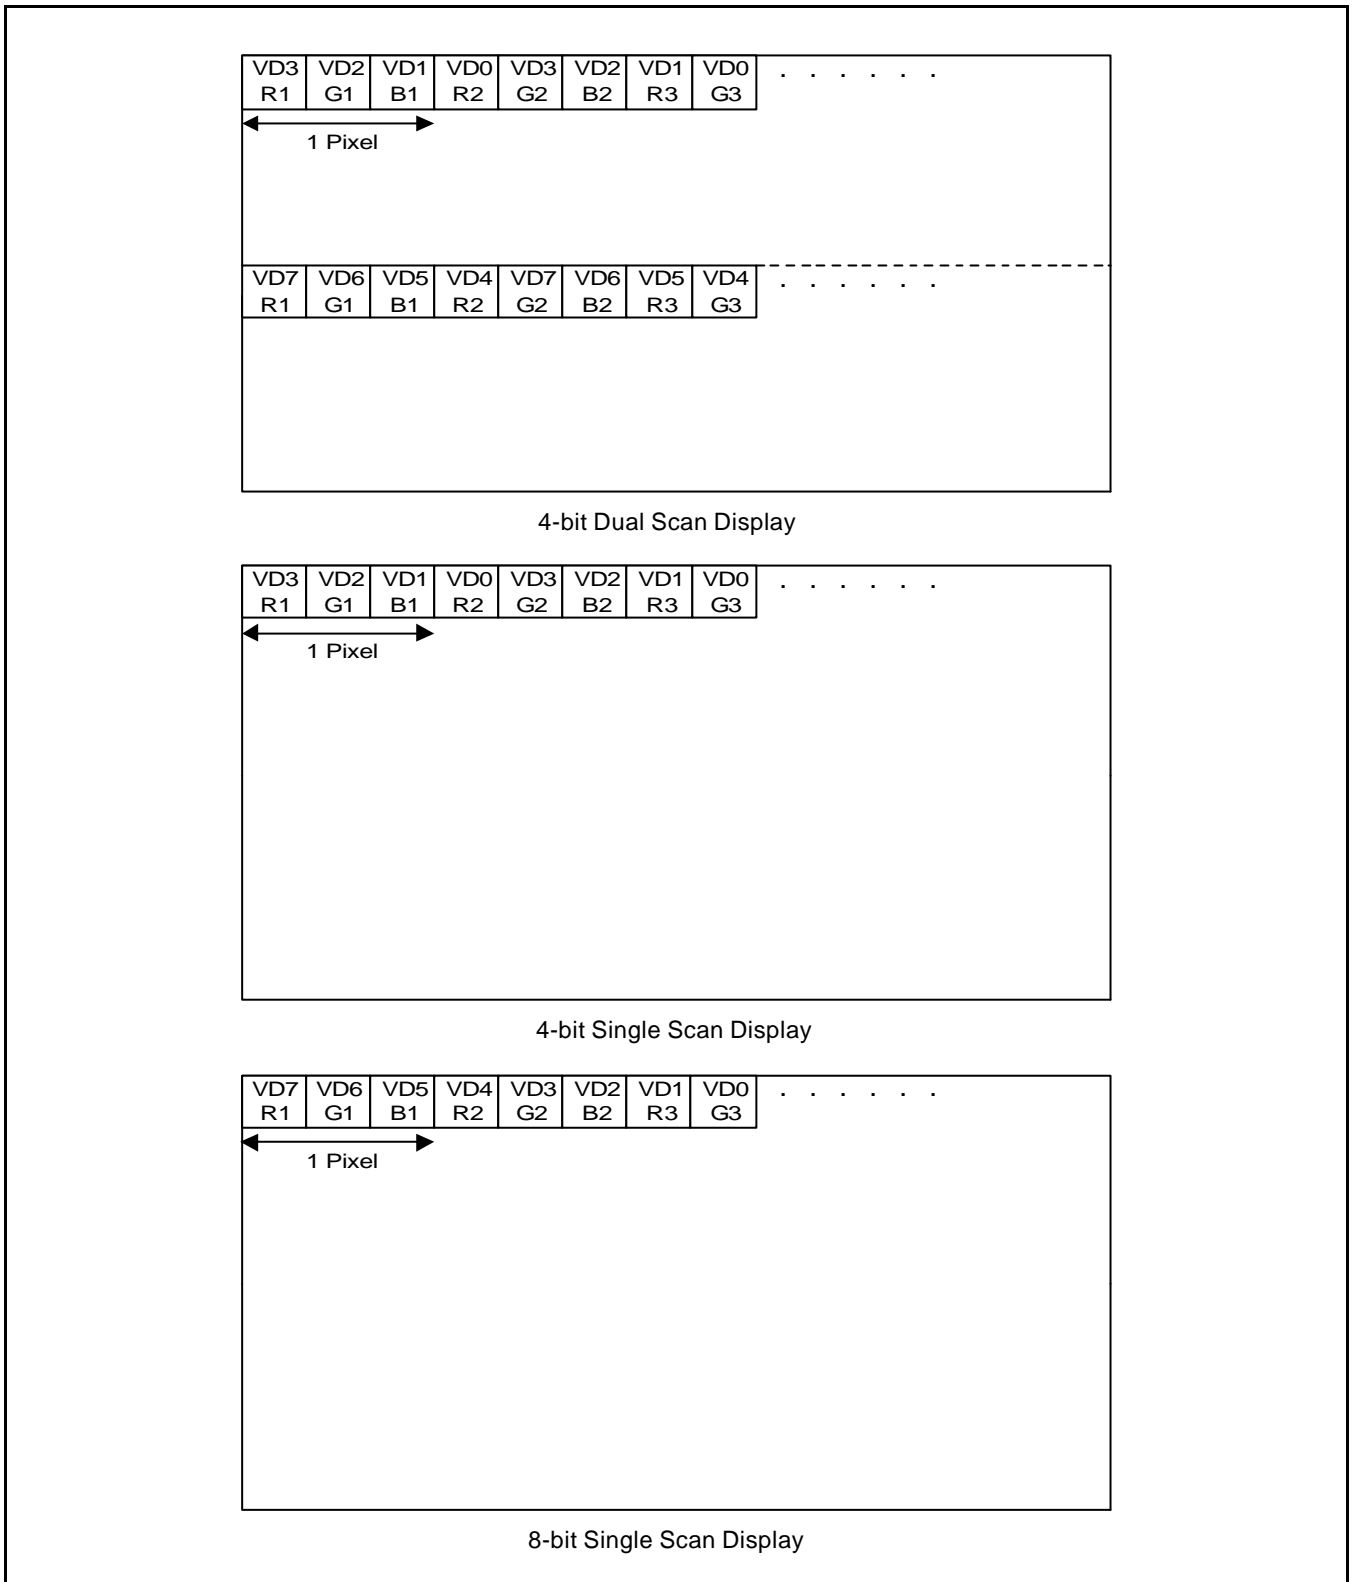 VD3 VD2 VD1 VD0 VD3 VD2 VD1 VD0 . . . . . .
R1 G1 B1 R2 G2 B2 R3 G3
1 Pixel
VD7 VD6 VD5 VD4 VD7 VD6 VD5 VD4 . . . . . .
R1 G1 B1 R2 G2 B2 R3 G3
4-bit Dual Scan Display
VD3 VD2 VD1 VD0 VD3 VD2 VD1 VD0 . . . . . .
R1 G1 B1 R2 G2 B2 R3 G3
1 Pixel
4-bit Single Scan Display
VD7 VD6 VD5 VD4 VD3 VD2 VD1 VD0 . . . . . .
R1 G1 B1 R2 G2 B2 R3 G3
1 Pixel
8-bit Single Scan Display